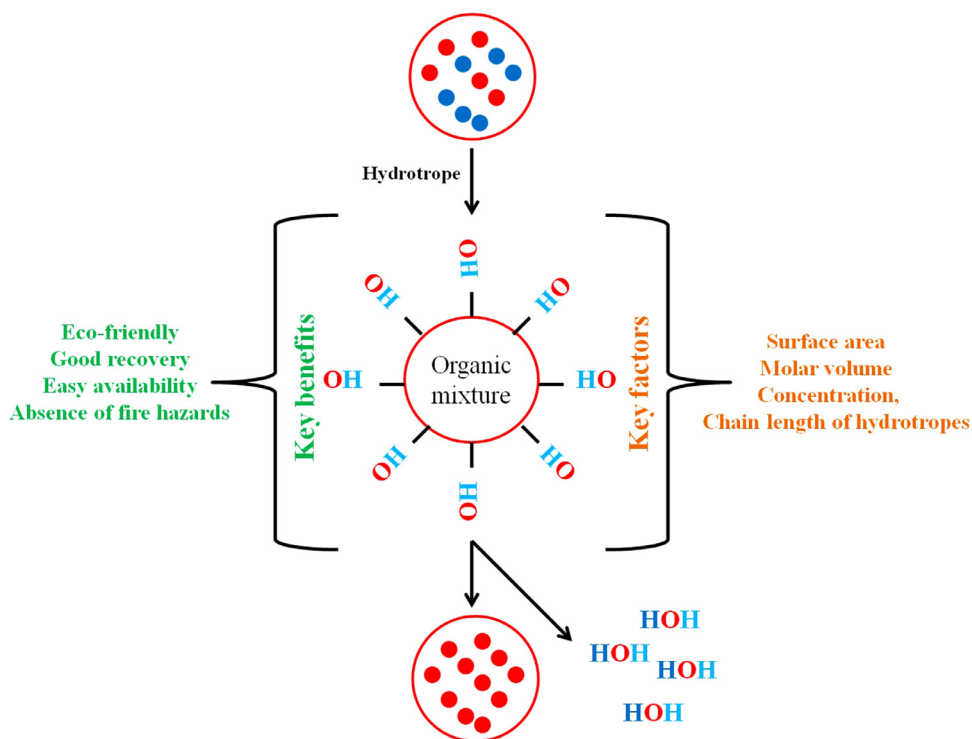 Hydrotrope
HO
OH
HO
Eco-friendly
Good recovery
Easy availability
Absence of fire hazards
Key benefits
OH
Organic
mixture
HO
Key factors
Surface area
Molar volume
Concentration,
Chain length of hydrotropes
OH
HO
OH
HOH
HOH
HOH
HOH